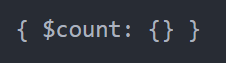 { $count: {} }